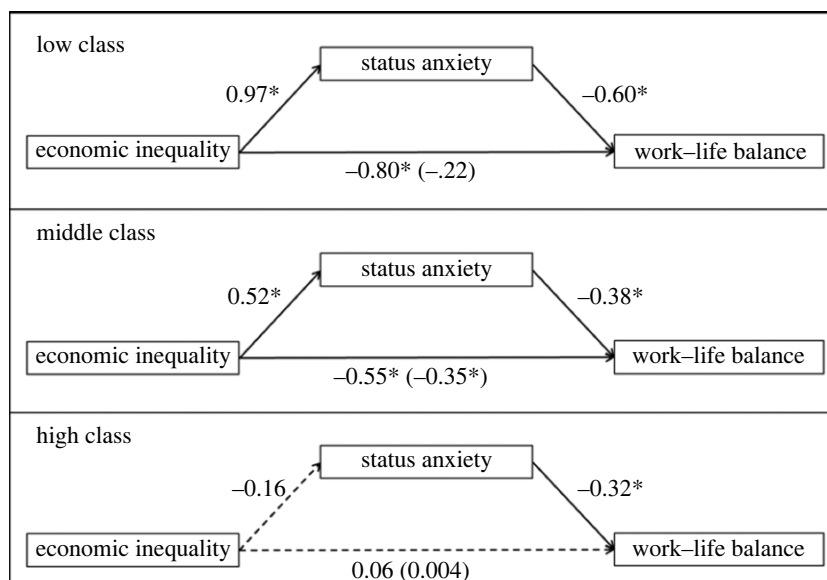 low class
status anxiety
0.97*
–0.60*
economic inequality
work–life balance
–0.80* (–.22)
middle class
status anxiety
0.52*
–0.38*
economic inequality
work–life balance
–0.55* (–0.35*)
high class
status anxiety
–0.16
–0.32*
economic inequality
work–life balance
0.06 (0.004)